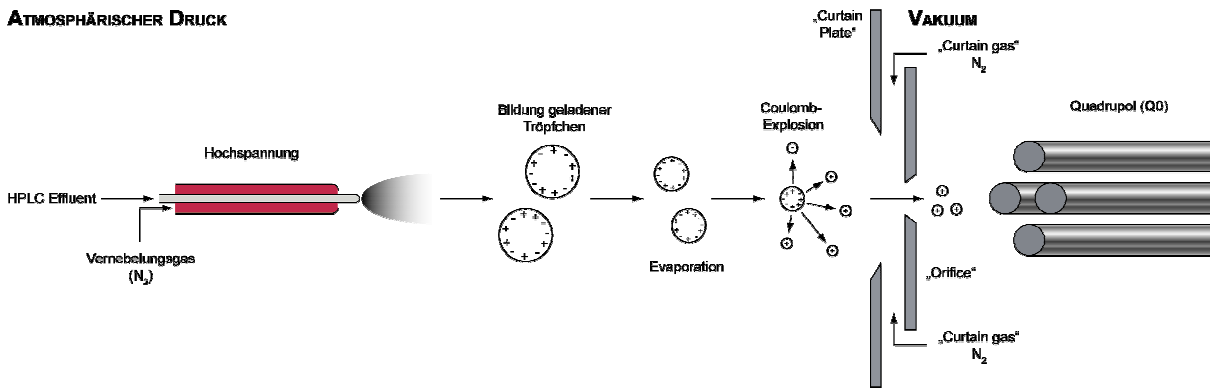 ATMOSPHÄRISCHER DRUCK
„Curtain
Plate“
VAKUUM
„Curtain gas“
N2
Bildung geladener
Tröpfchen
Coulomb-
Explosion
Quadrupol (Q0)
Hochspannung
HPLC Effluent
Vernebelungsgas
(N2)
Evaporation
„Orifice“
„Curtain gas“
N2